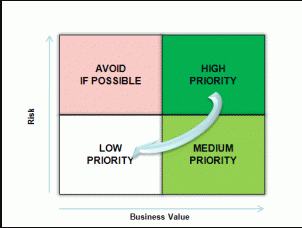 AVOID
IF POSSIBLE
HIGH
PRIORITY
Risk
LOW
PRIORITY
MEDIUM
PRIORITY
Business Value